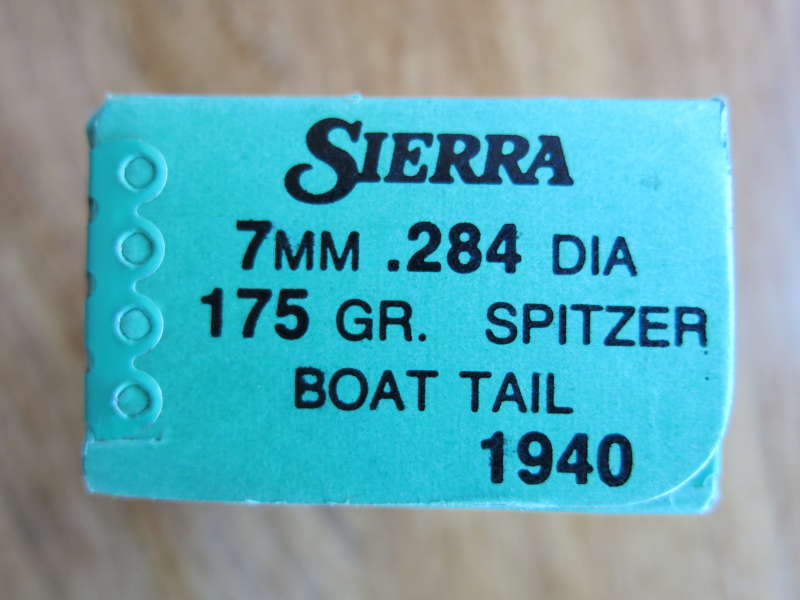 SIERRA
7MM .284 DIA
175 GR. SPITZER
BOAT TAIL
1940